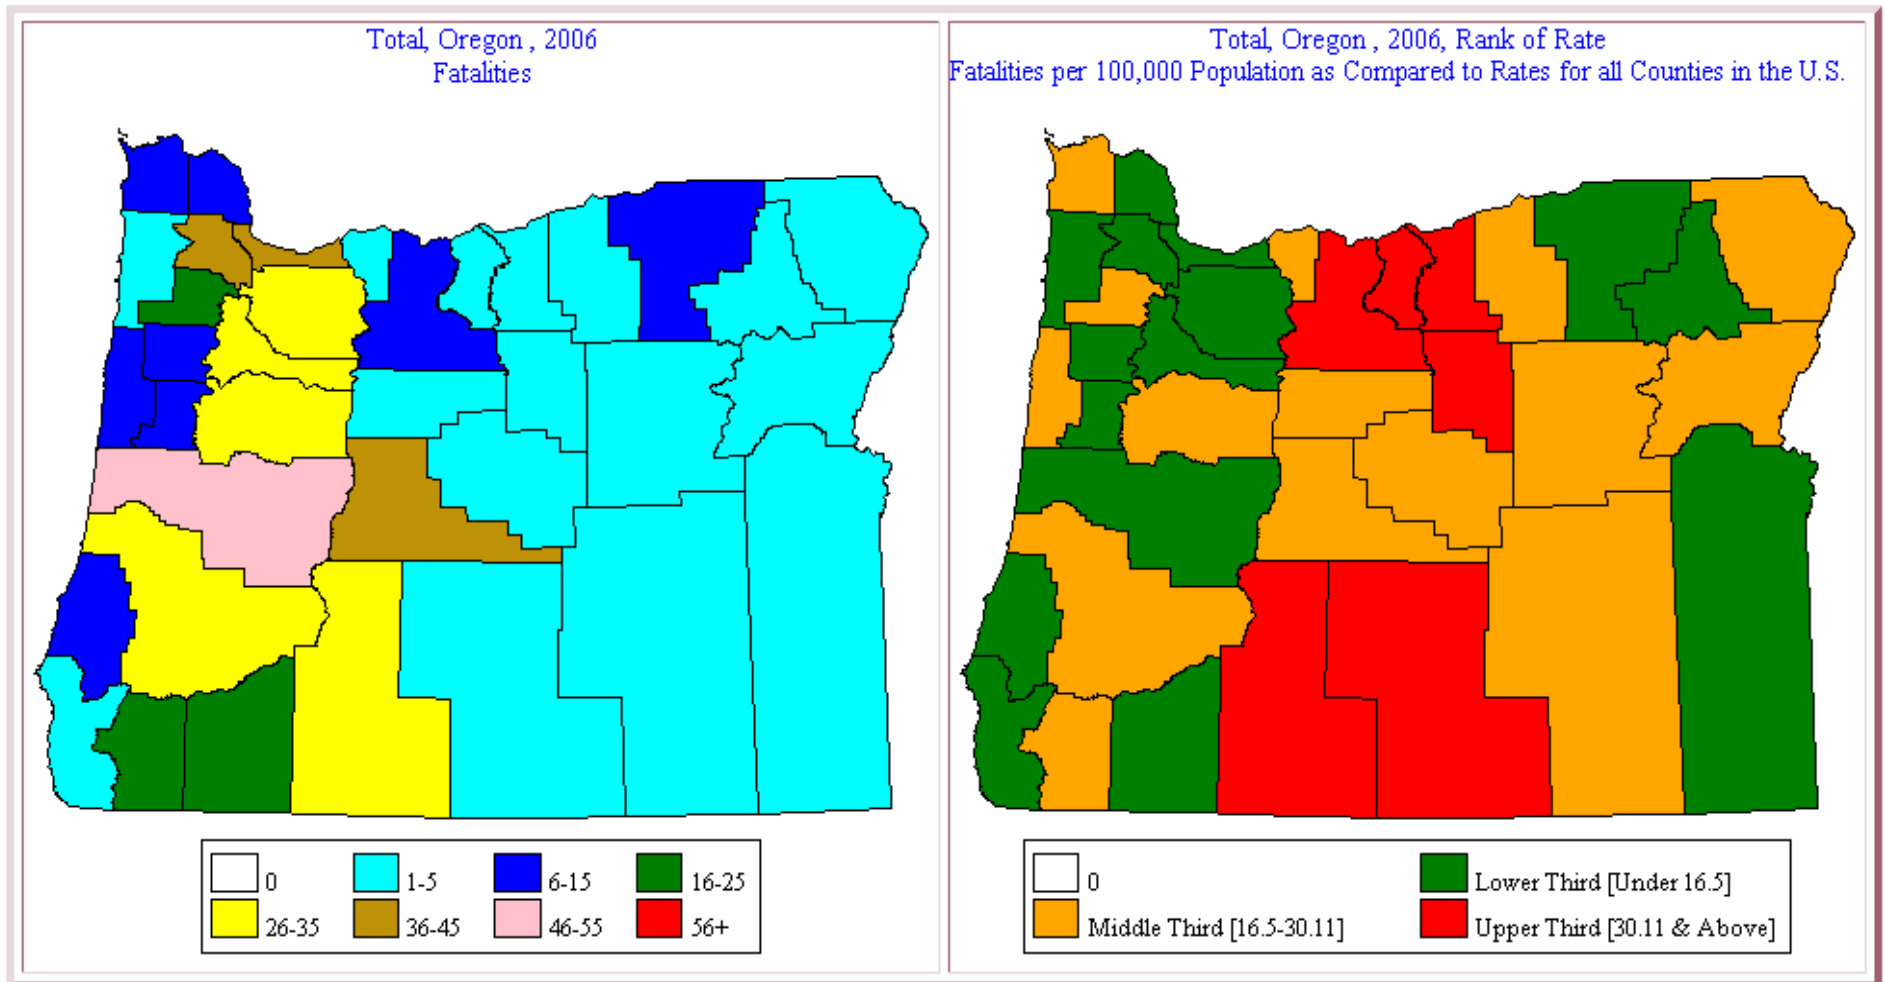 Total, Oregon , 2006
Fatalities
0
1-5
6-15
16-25
26-35
36-45
46-55
56+
Total, Oregon , 2006, Rank of Rate
Fatalities per 100,000 Population as Compared to Rates for all Counties in the U.S.
0
Lower Third [Under 16.5]
Middle Third [16.5-30.11]
Upper Third [30.11 & Above]